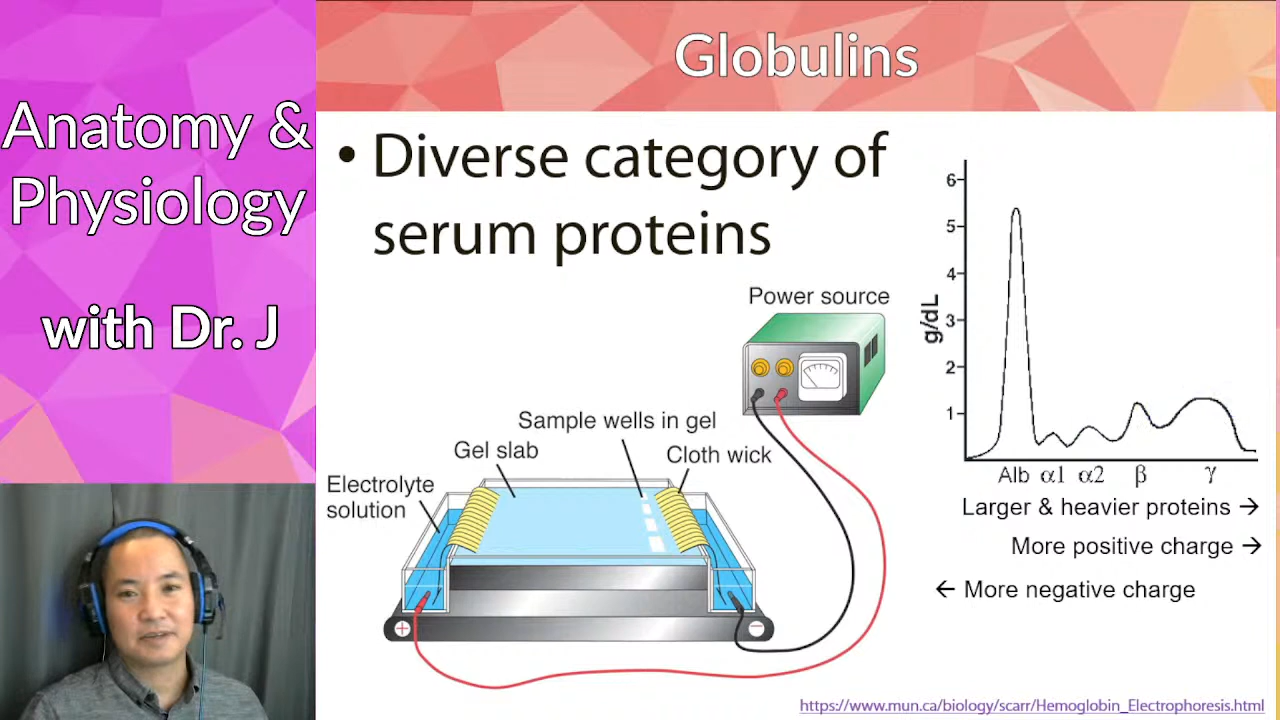 Anatomy &
Physiology
with Dr. J
Globulins
• Diverse category of
serum proteins
Power source
Sample wells in gel
Gel slab
Cloth wick
Electrolyte
solution
+
−
g/dL
6
5
4
3
2
1
Alb α1 α2 β γ
Larger & heavier proteins →
More positive charge →
← More negative charge
https://www.mun.ca/biology/scarr/Hemoglobin_Electrophoresis.html